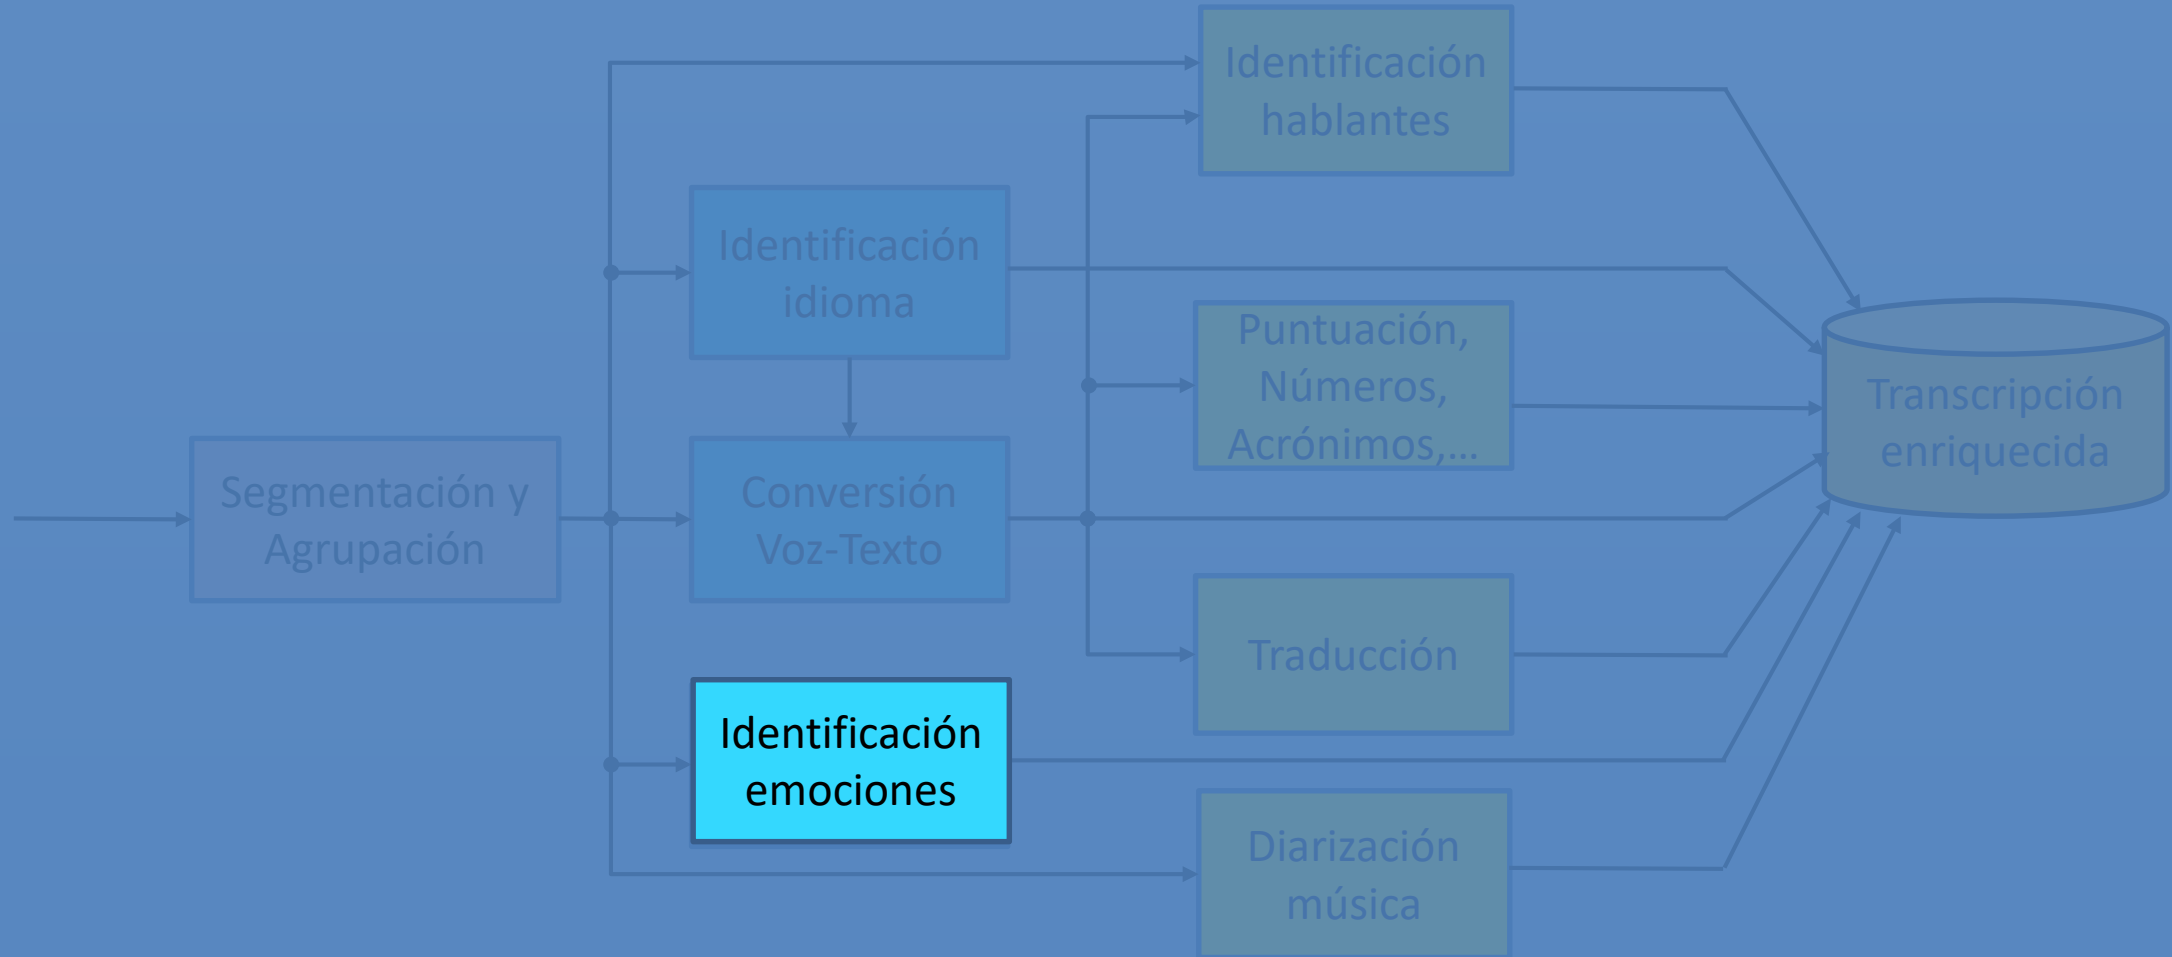 Identificación
hablantes
Identificación
idioma
Puntuación,
Números,
Acrónimos,...
Transcripción
enriquecida
Segmentación y
Agrupación
Conversión
Voz-Texto
Traducción
Identificación
emociones
Diarización
música